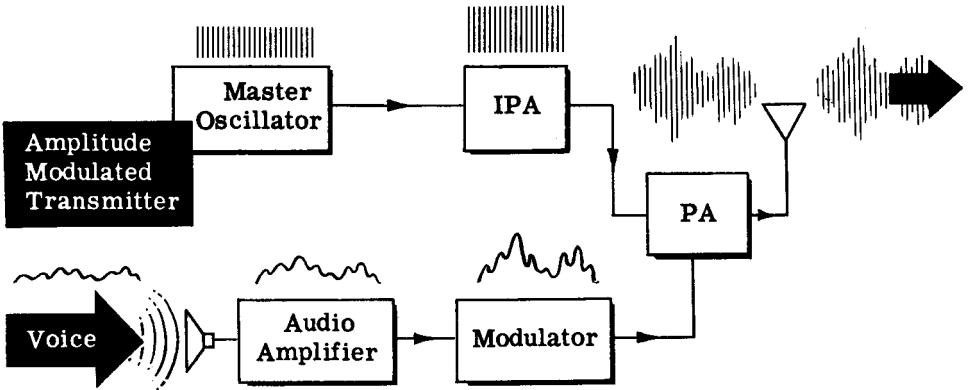 Master
Oscillator
IPA
Amplitude
Modulated
Transmitter
PA
Voice
Audio
Amplifier
Modulator